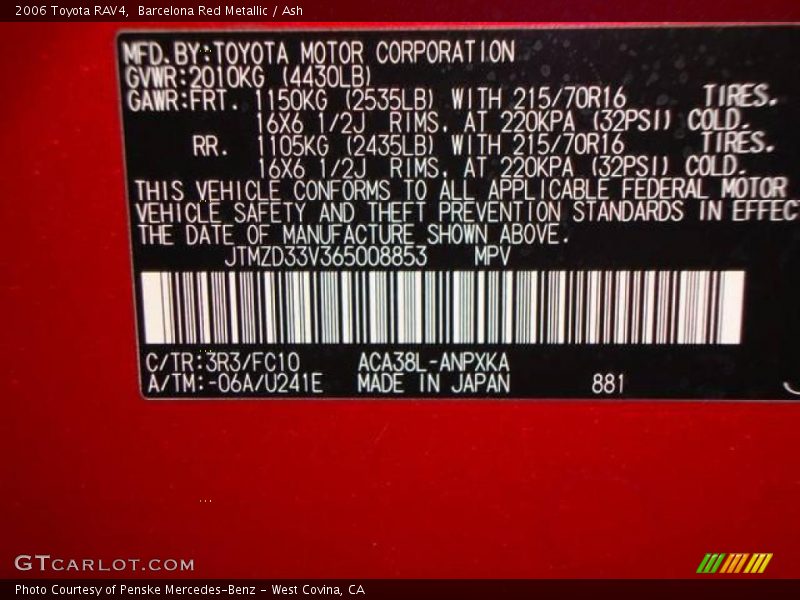 2006 Toyota RAV4, Barcelona Red Metallic / Ash
MFD.BY:TOYOTA MOTOR CORPORATION
GVWR:2010KG (4430LB)
GAWR:FRT. 1150KG (2535LB) WITH 215/70R16 TIRES.
16X6 1/2J RIMS, AT 220KPA (32PSI) COLD.
RR. 1105KG (2435LB) WITH 215/70R16 TIRES.
16X6 1/2J RIMS, AT 220KPA (32PSI) COLD.
THIS VEHICLE CONFORMS TO ALL APPLICABLE FEDERAL MOTOR
VEHICLE SAFETY AND THEFT PREVENTION STANDARDS IN EFFECT
THE DATE OF MANUFACTURE SHOWN ABOVE.
JTMZD33V365008853 MPV
C/TR:3R3/FC10 ACA38L-ANPXKA
A/TM:-06A/U241E MADE IN JAPAN 881
GTCARLOT.COM
Photo Courtesy of Penske Mercedes-Benz - West Covina, CA